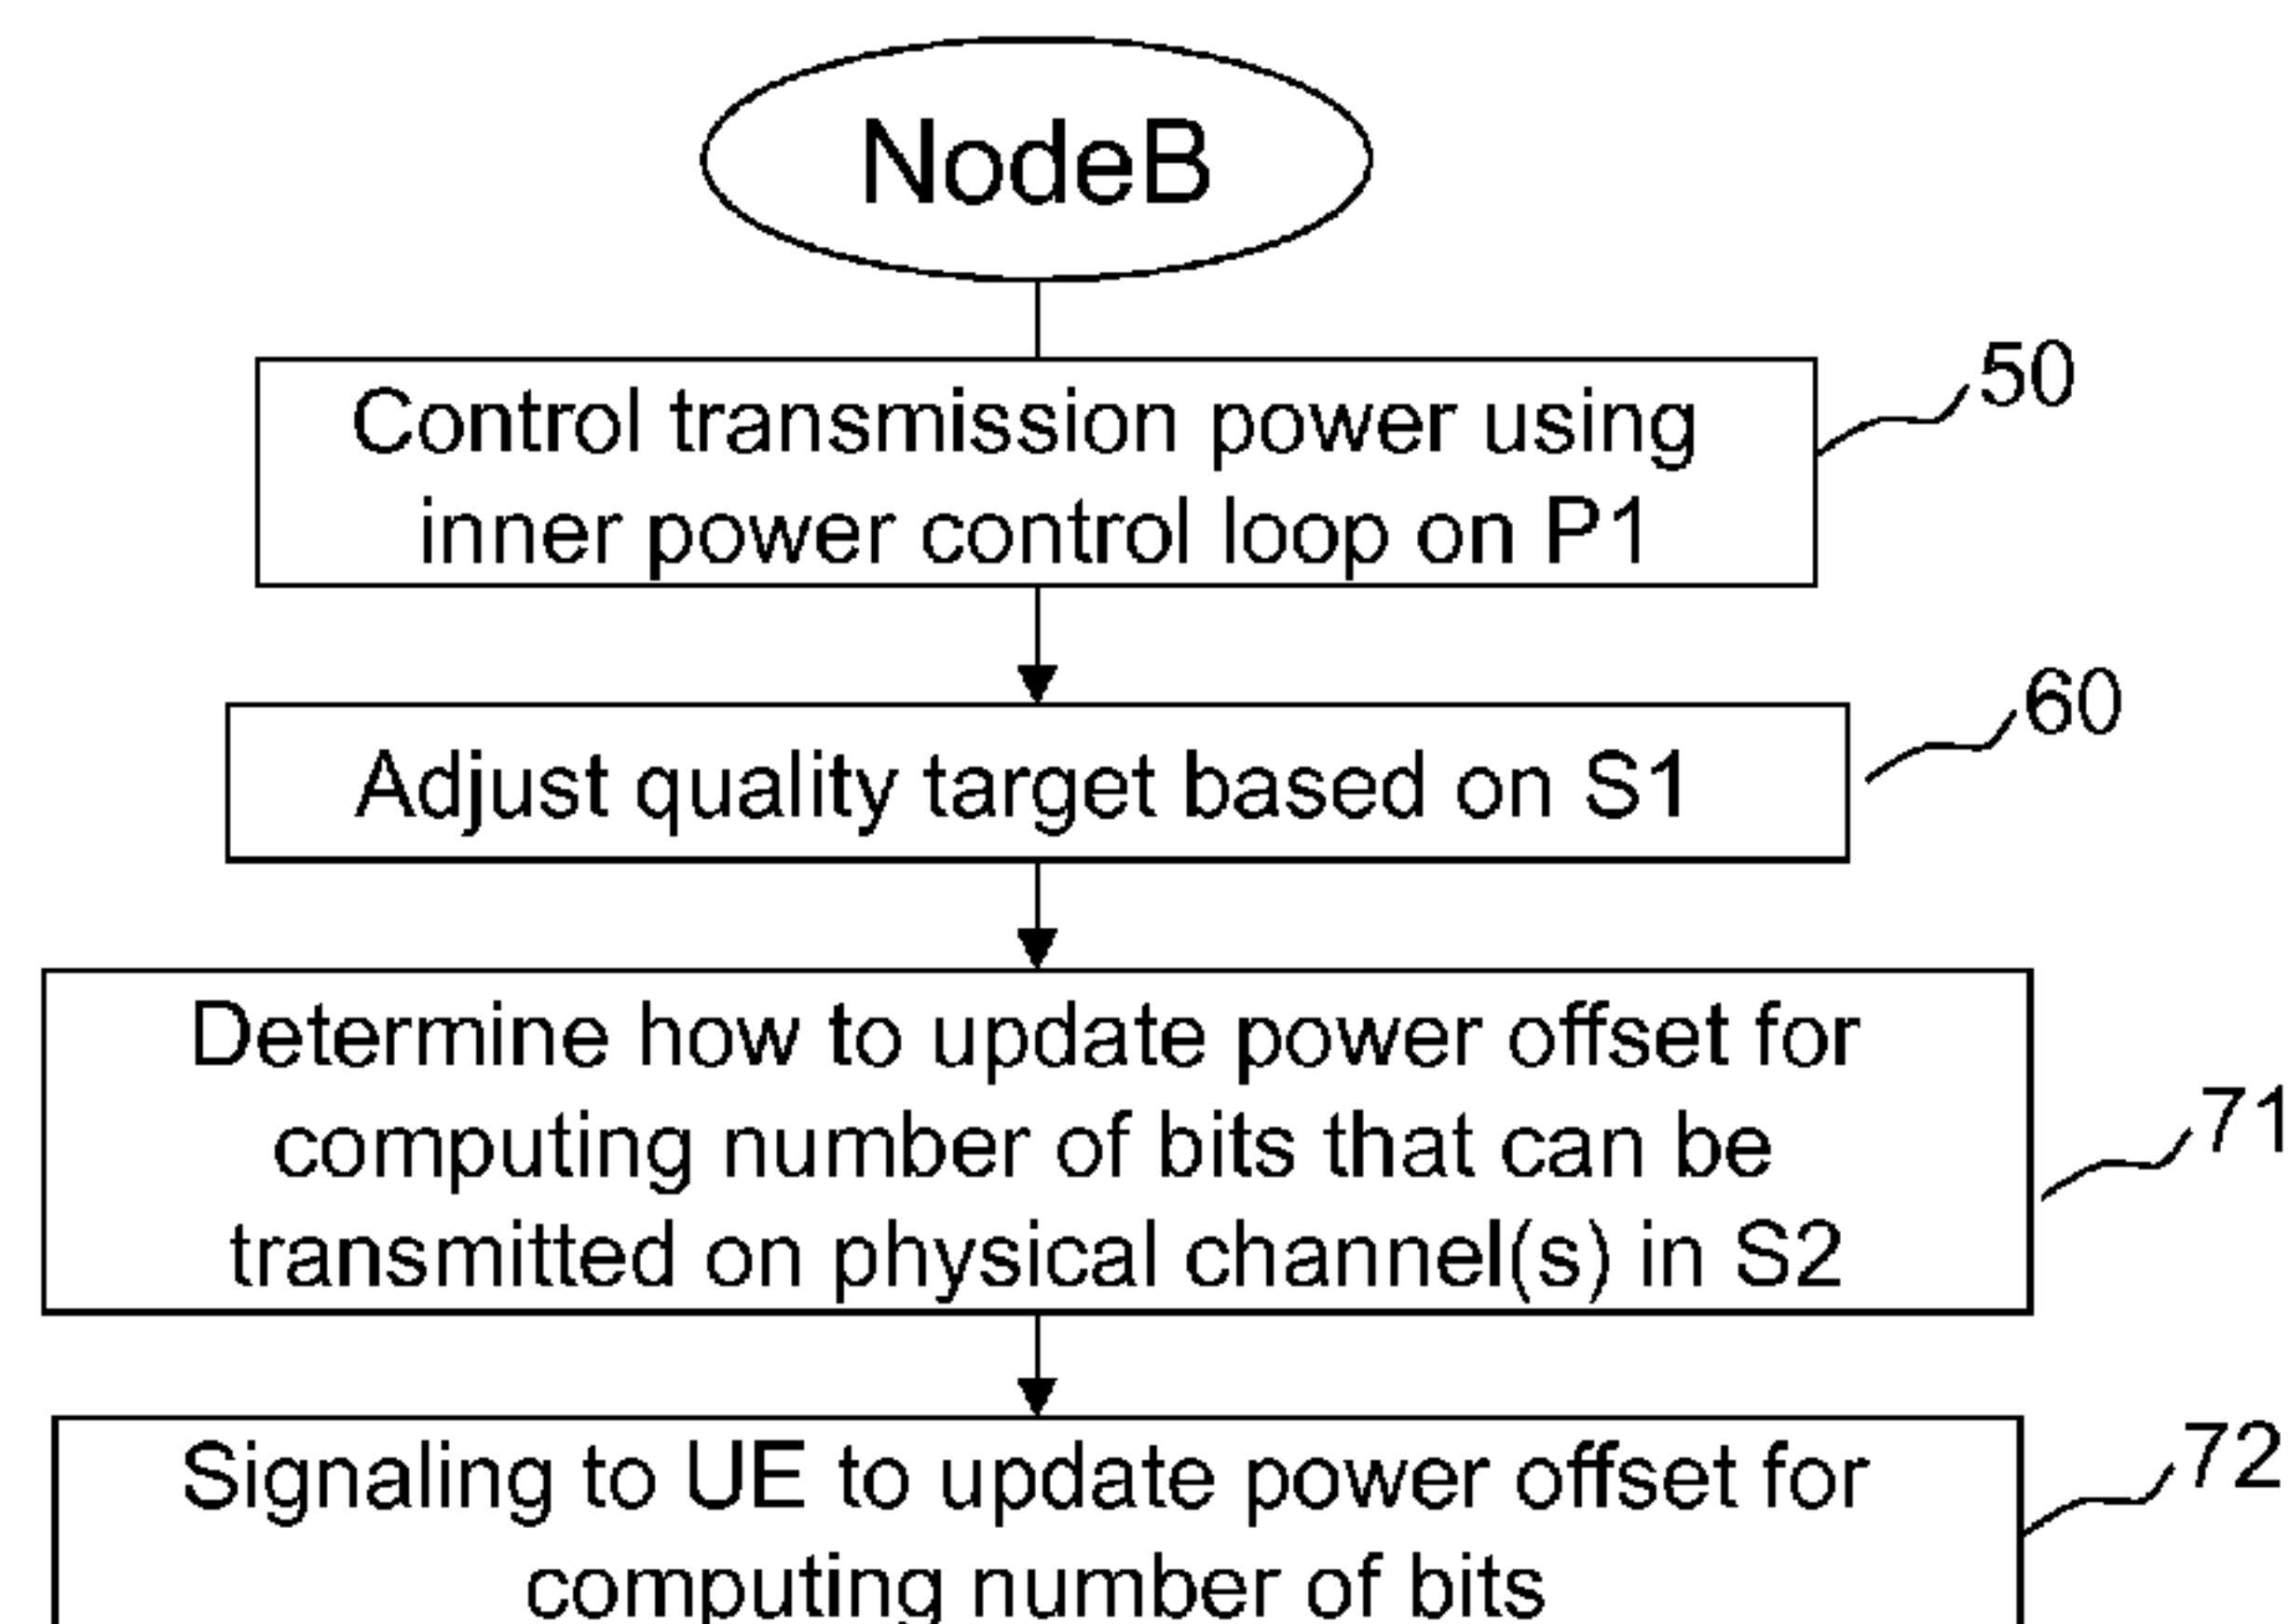 NodeB
Control transmission power using
inner power control loop on P1
50
Adjust quality target based on S1
60
Determine how to update power offset for
computing number of bits that can be
transmitted on physical channel(s) in S2
71
Signaling to UE to update power offset for
computing number of bits
72